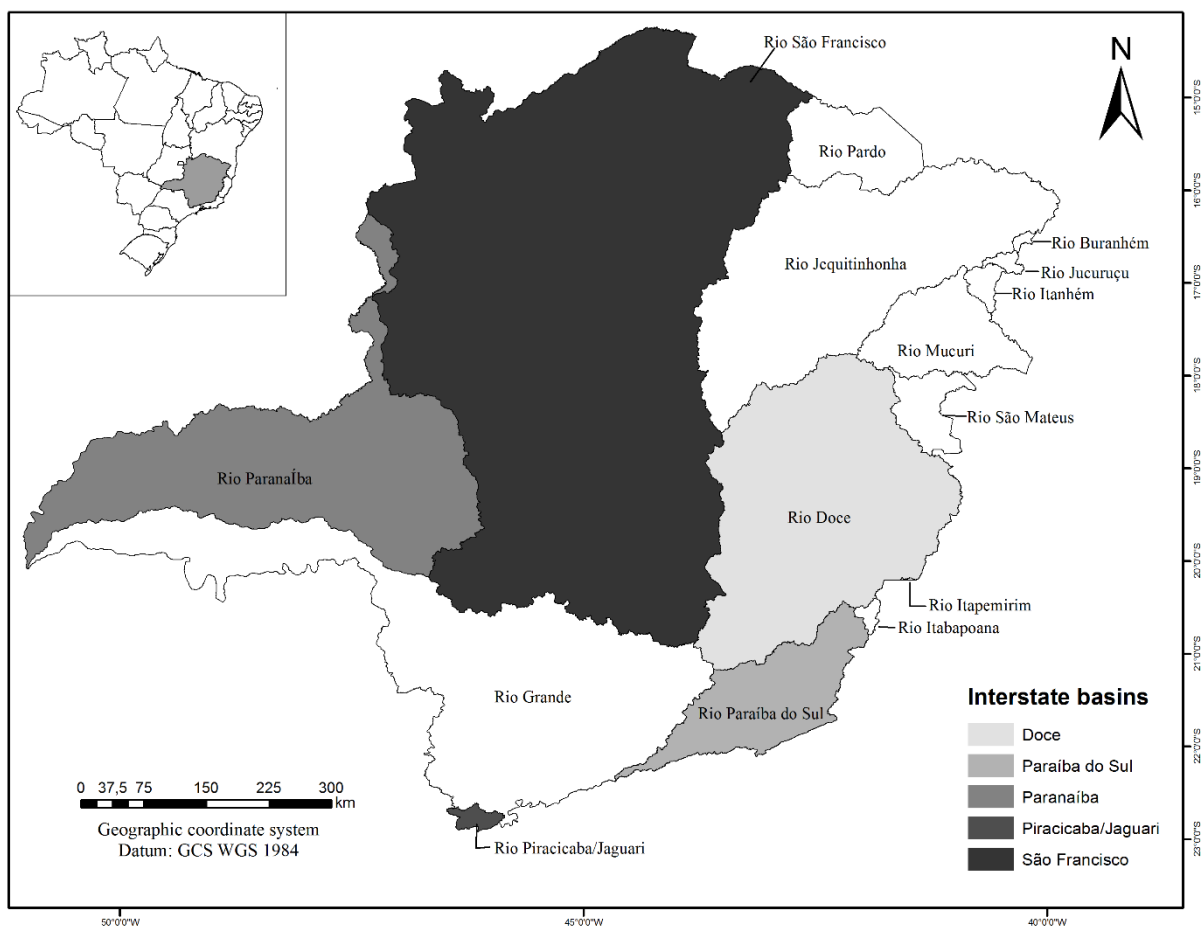 Rio São Francisco
N
Rio Pardo
Rio Buranhém
Rio Jequitinhonha
Rio Jucuruçu
Rio Itanhém
Rio Mucuri
Rio São Mateus
Rio ParanaÍba
Rio Doce
Rio Itapemirim
Rio Itabapoana
Rio Grande
Rio Paraíba do Sul
Rio Piracicaba/Jaguari
Interstate basins
Doce
Paraíba do Sul
Paranaíba
Piracicaba/Jaguari
São Francisco
0 37,5 75 150 225 300
km
Geographic coordinate system
Datum: GCS WGS 1984
15°0'0"S
16°0'0"S
17°0'0"S
18°0'0"S
19°0'0"S
20°0'0"S
21°0'0"S
22°0'0"S
23°0'0"S
50°0'0"W 45°0'0"W 40°0'0"W